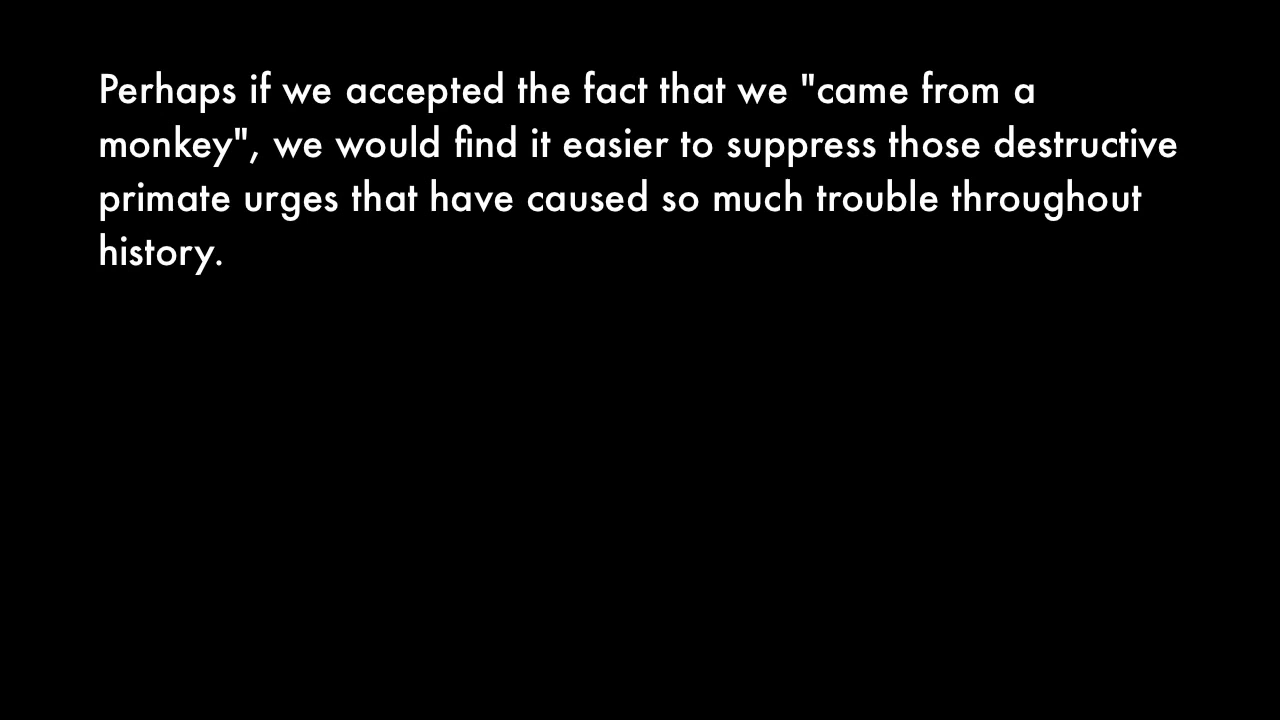 Perhaps if we accepted the fact that we "came from a
monkey", we would find it easier to suppress those destructive
primate urges that have caused so much trouble throughout
history.